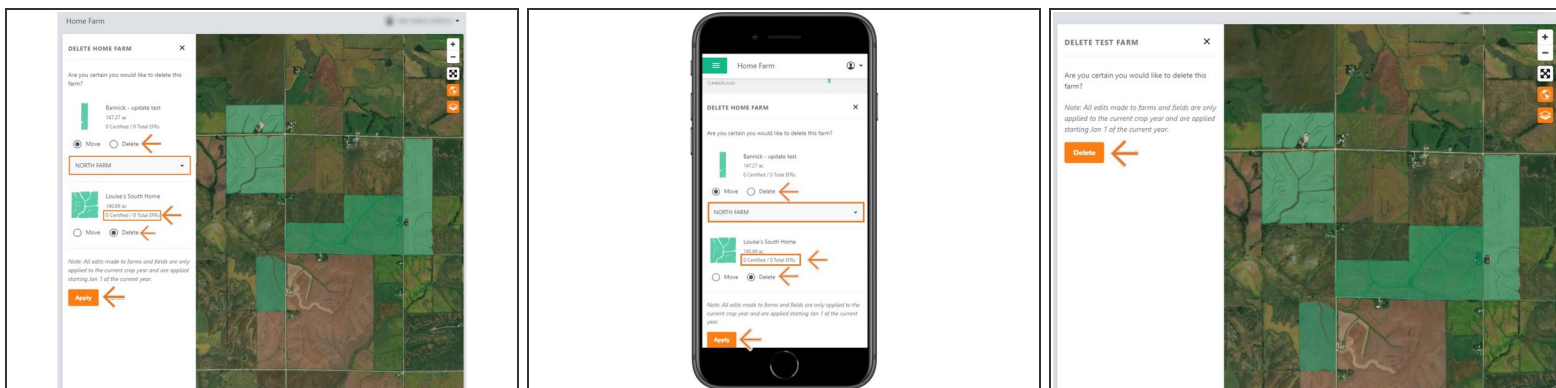 Home Farm
DELETE HOME FARM
Are you certain you would like to delete this
farm?
Bannick - update test
147.27 ac
0 Certified / 0 Total EFRs
Move Delete
NORTH FARM
Louise's South Home
140.69 ac
0 Certified / 0 Total EFRs
Move Delete
Note: All edits made to farms and fields are only
applied to the current crop year and are applied
starting Jan 1 of the current year.
Apply
Home Farm
DELETE HOME FARM
Are you certain you would like to delete this farm?
Bannick - update test
147.27 ac
0 Certified / 0 Total EFRs
Move Delete
NORTH FARM
Louise's South Home
140.69 ac
0 Certified / 0 Total EFRs
Move Delete
Note: All edits made to farms and fields are only applied to the
current crop year and are applied starting Jan 1 of the current
year.
Apply
DELETE TEST FARM
Are you certain you would like to delete this
farm?
Note: All edits made to farms and fields are only
applied to the current crop year and are applied
starting Jan 1 of the current year.
Delete